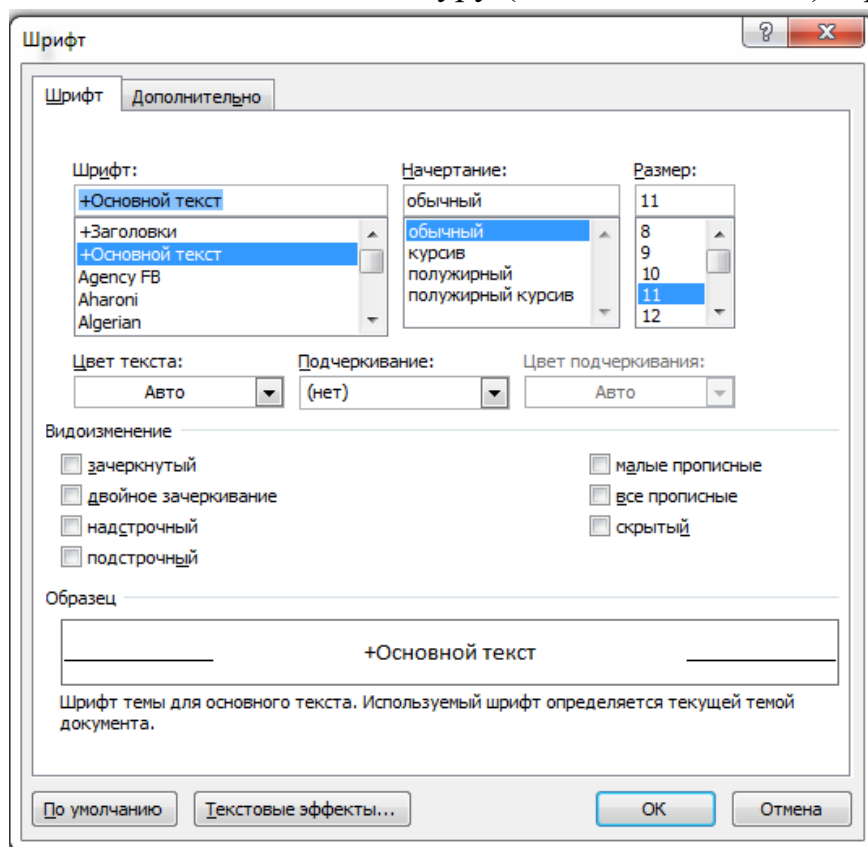 Шрифт
Шрифт Дополнительно
Шрифт: Начертание: Размер:
+Основной текст обычный 11
+Заголовки обычный 8
+Основной текст курсив 9
Agency FB полужирный 10
Aharoni полужирный курсив 11
Algerian 12
Цвет текста: Подчеркивание: Цвет подчеркивания:
Авто (нет) Авто
Видоизменение
зачеркнутый малые прописные
двойное зачеркивание все прописные
надстрочный скрытый
подстрочный
Образец
+Основной текст
Шрифт темы для основного текста. Используемый шрифт определяется текущей темой
документа.
По умолчанию Текстовые эффекты... ОК Отмена